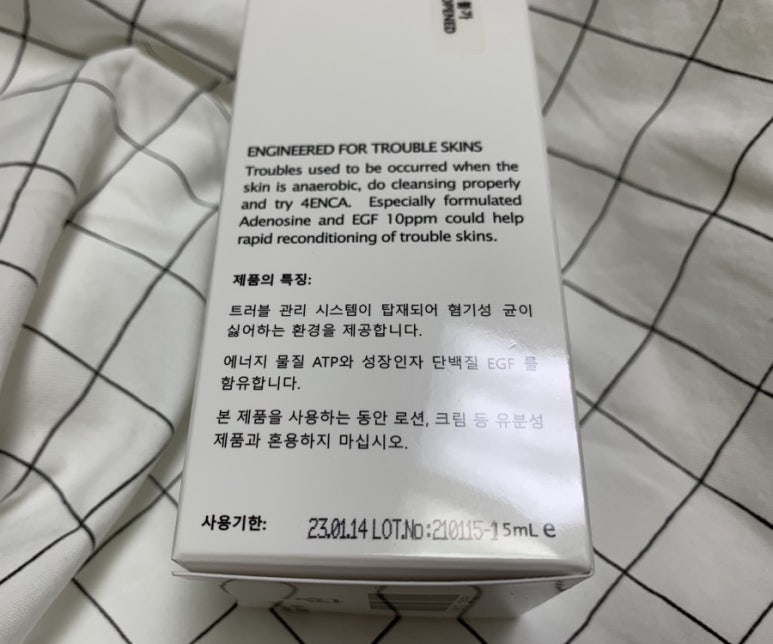 뜯기
OPENED
ENGINEERED FOR TROUBLE SKINS
Troubles used to be occurred when the
skin is anaerobic, do cleansing properly
and try 4ENCA. Especially formulated
Adenosine and EGF 10ppm could help
rapid reconditioning of trouble skins.
제품의 특징:
트러블 관리 시스템이 탑재되어 혐기성 균이
싫어하는 환경을 제공합니다.
에너지 물질 ATP와 성장인자 단백질 EGF 를
함유합니다.
본 제품을 사용하는 동안 로션, 크림 등 유분성
제품과 혼용하지 마십시오.
사용기한: 23.01.14 LOT.No:210115-1 5mL e